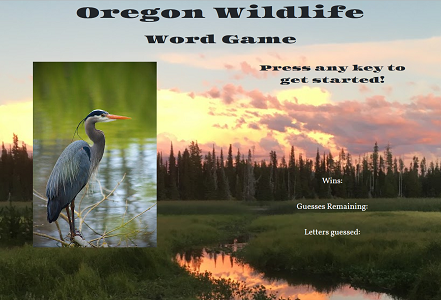 Oregon Wildlife
Word Game
Press any key to
get started!
Wins:
Guesses Remaining:
Letters guessed: